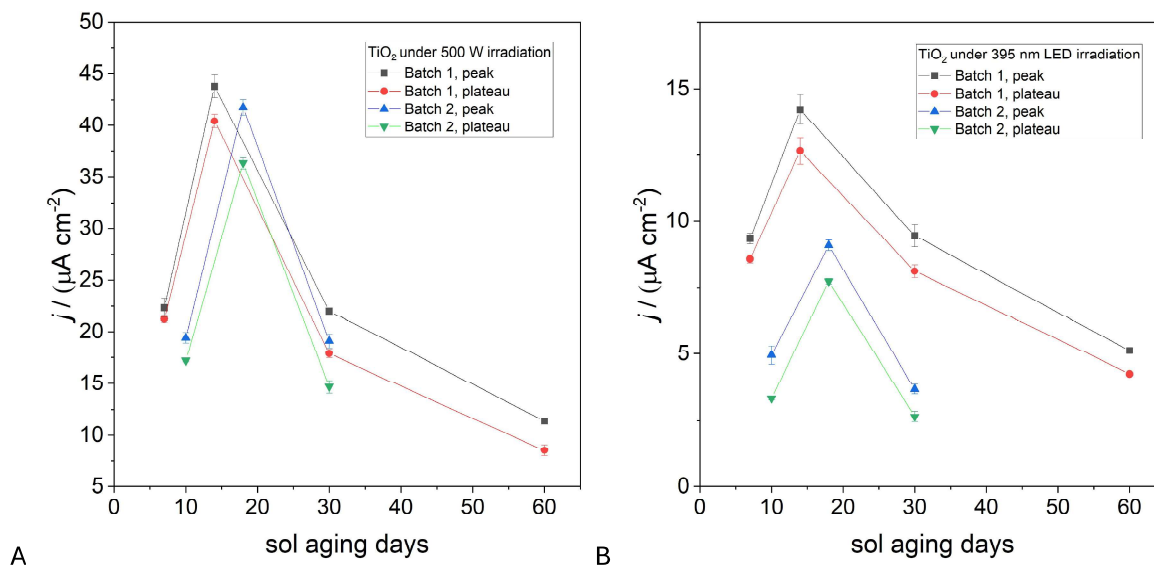 TiO₂ under 500 W irradiation
Batch 1, peak
Batch 1, plateau
Batch 2, peak
Batch 2, plateau
50
45
40
35
30
25
20
15
10
5
j / (μA cm⁻²)
0 10 20 30 40 50 60
sol aging days
A
TiO₂ under 395 nm LED irradiation
Batch 1, peak
Batch 1, plateau
Batch 2, peak
Batch 2, plateau
15
10
5
0
j / (μA cm⁻²)
0 10 20 30 40 50 60
sol aging days
B